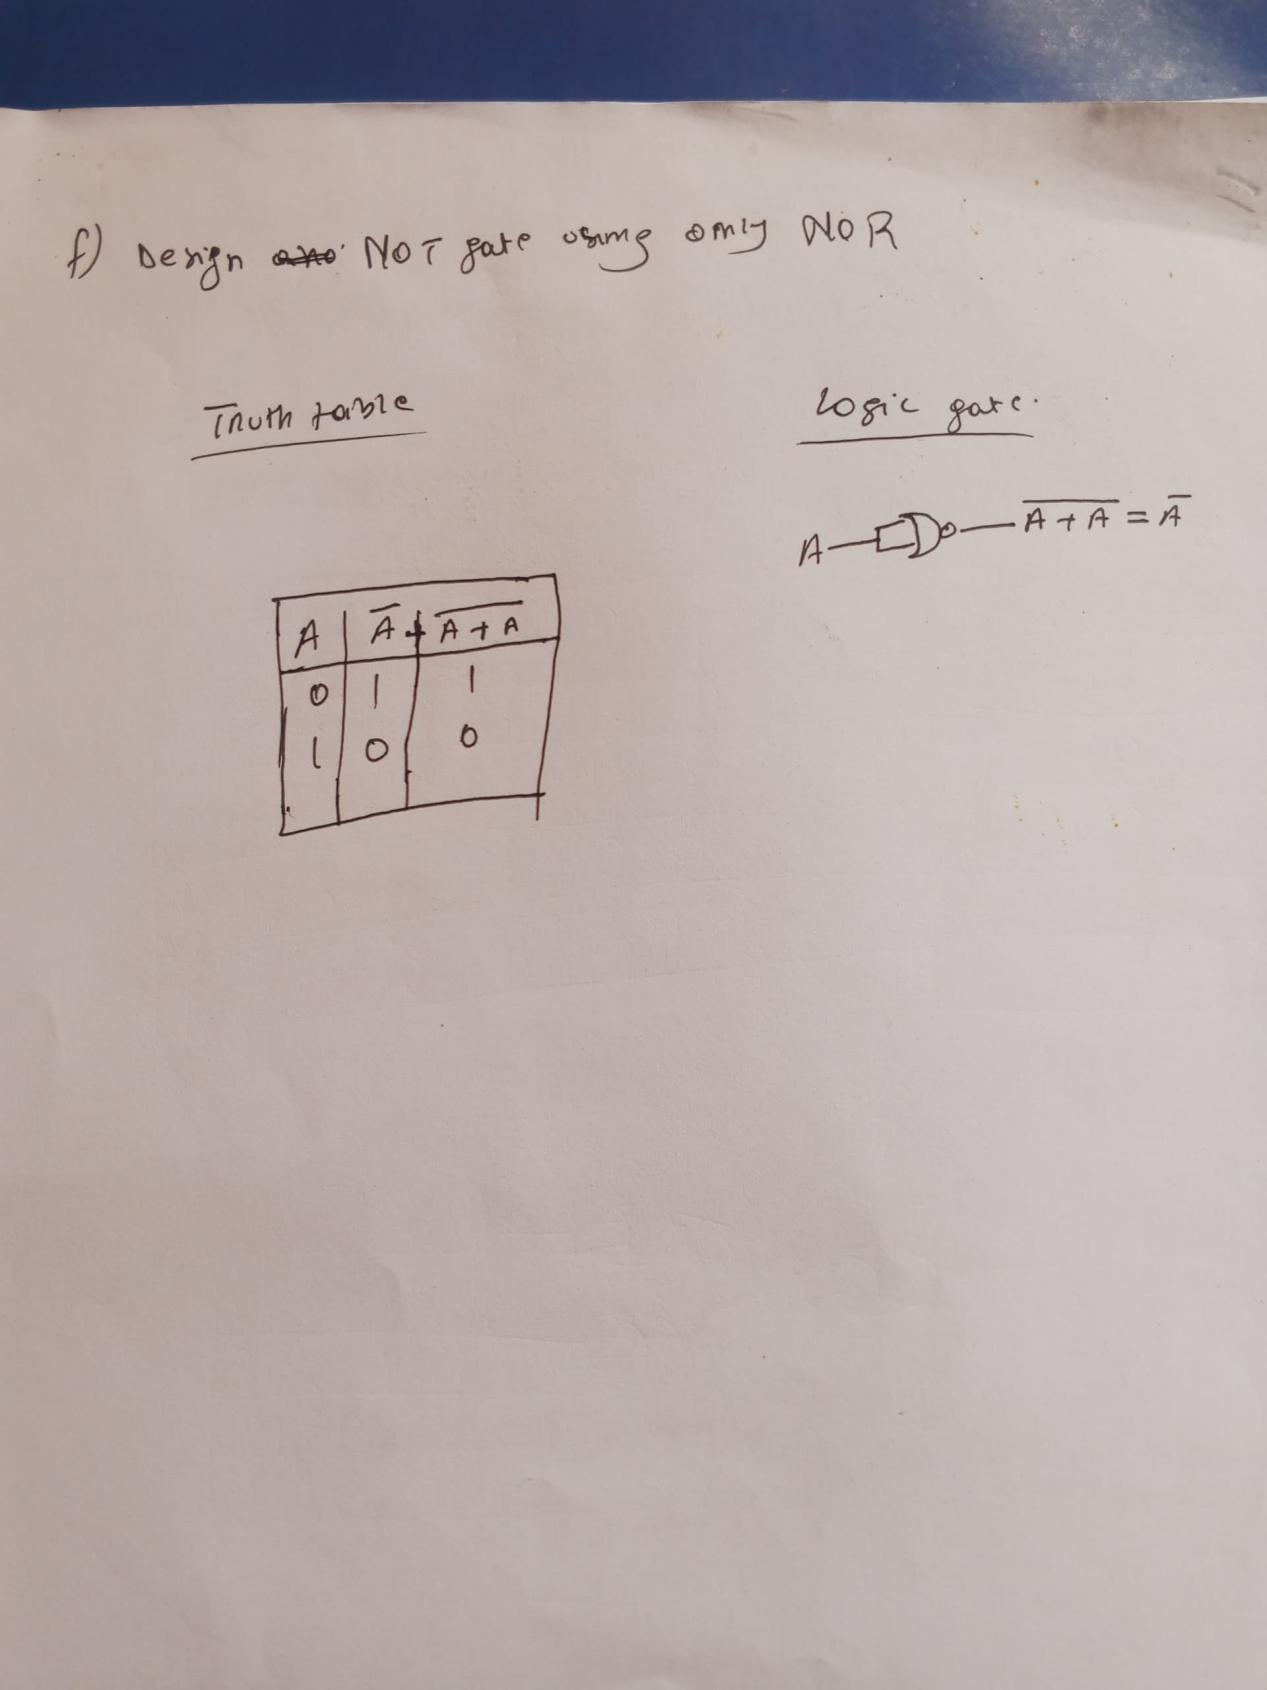 f) Design NOT gate using only NOR
Truth table
Logic gate.
A A̅ A̅ ̅+̅ ̅A̅
0 1 1
1 0 0
A A̅ ̅+̅ ̅A̅ = A̅